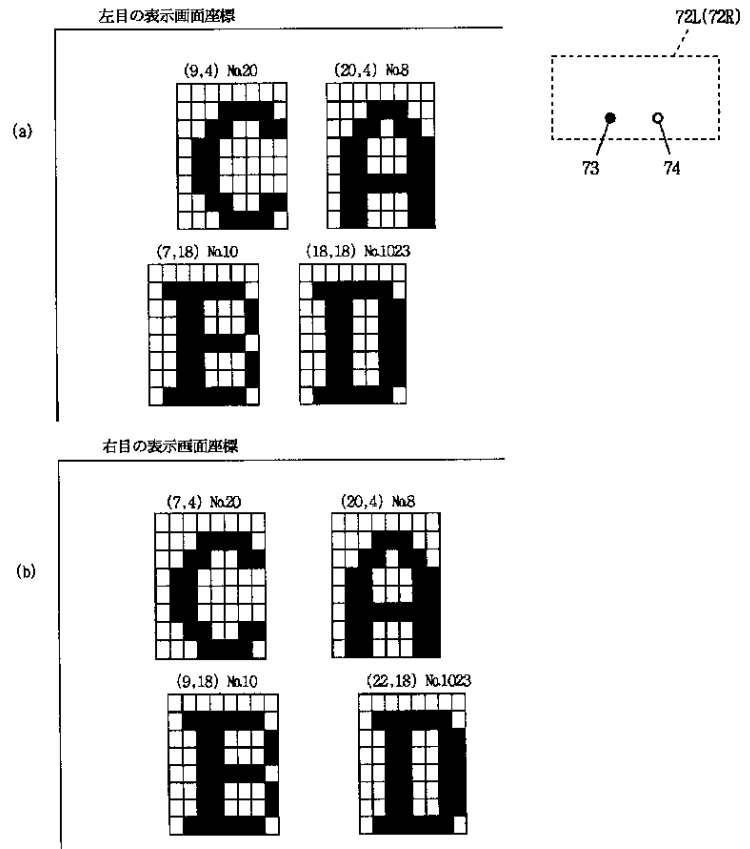 左目の表示画面座標
72L(72R)
(a)
(9,4) No.20
(20,4) No.8
C
A
73
74
(7,18) No.10
(18,18) No.1023
B
D
右目の表示画面座標
(b)
(7,4) No.20
(20,4) No.8
C
A
(9,18) No.10
(22,18) No.1023
B
D